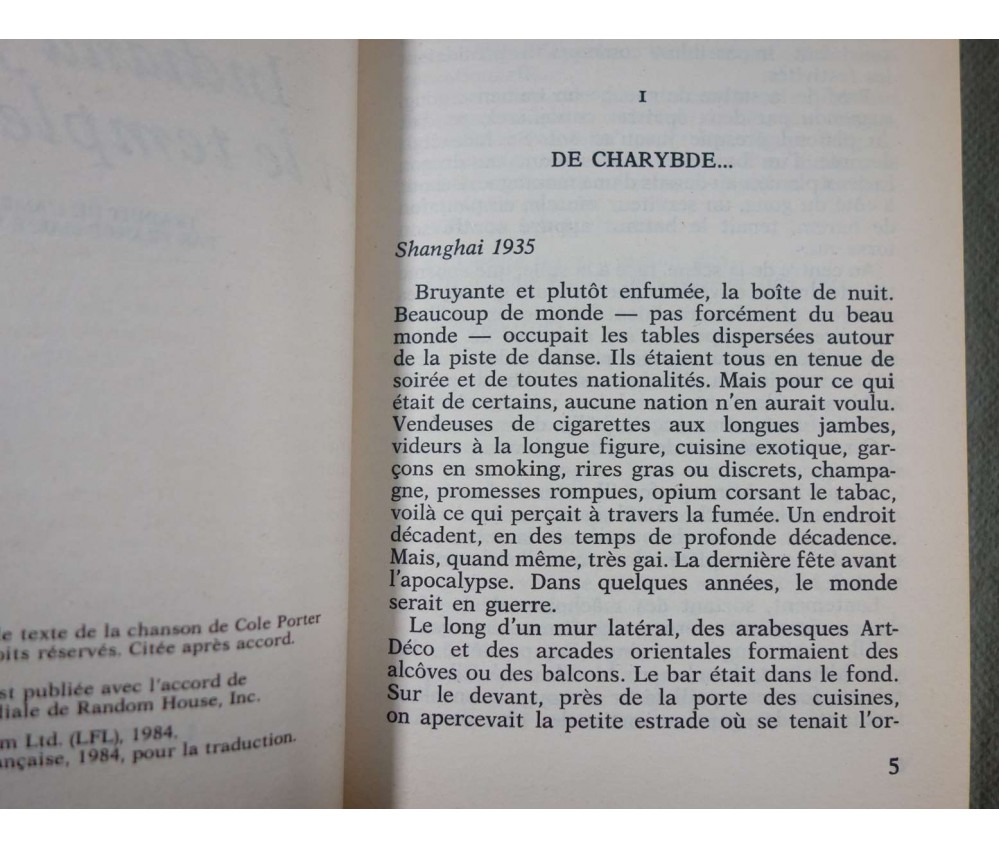 e texte de la chanson de Cole Porter
oits réservés. Citée après accord.
st publiée avec l'accord de
liale de Random House, Inc.
m Ltd. (LFL), 1984.
ançaise, 1984, pour la traduction.
I
DE CHARYBDE...
Shanghai 1935
Bruyante et plutôt enfumée, la boîte de nuit.
Beaucoup de monde — pas forcément du beau
monde — occupait les tables dispersées autour
de la piste de danse. Ils étaient tous en tenue de
soirée et de toutes nationalités. Mais pour ce qui
était de certains, aucune nation n'en aurait voulu.
Vendeuses de cigarettes aux longues jambes,
videurs à la longue figure, cuisine exotique, gar-
çons en smoking, rires gras ou discrets, champa-
gne, promesses rompues, opium corsant le tabac,
voilà ce qui perçait à travers la fumée. Un endroit
décadent, en des temps de profonde décadence.
Mais, quand même, très gai. La dernière fête avant
l'apocalypse. Dans quelques années, le monde
serait en guerre.
Le long d'un mur latéral, des arabesques Art-
Déco et des arcades orientales formaient des
alcôves ou des balcons. Le bar était dans le fond.
Sur le devant, près de la porte des cuisines,
on apercevait la petite estrade où se tenait l'or-
5